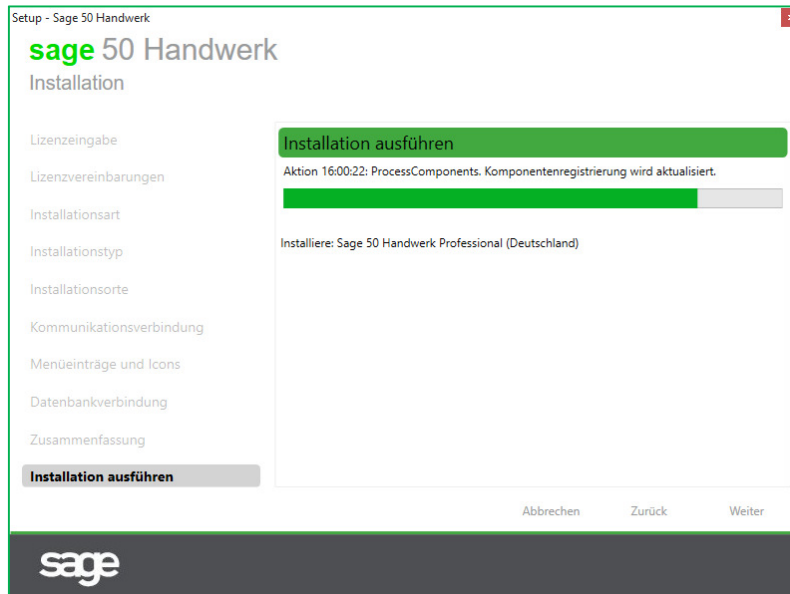 Setup - Sage 50 Handwerk
sage 50 Handwerk
Installation
Lizenzeingabe
Lizenzvereinbarungen
Installationsart
Installationstyp
Installationsorte
Kommunikationsverbindung
Menüeinträge und Icons
Datenbankverbindung
Zusammenfassung
Installation ausführen
Installation ausführen
Aktion 16:00:22: ProcessComponents. Komponentenregistrierung wird aktualisiert.
Installiere: Sage 50 Handwerk Professional (Deutschland)
Abbrechen Zurück Weiter
sage